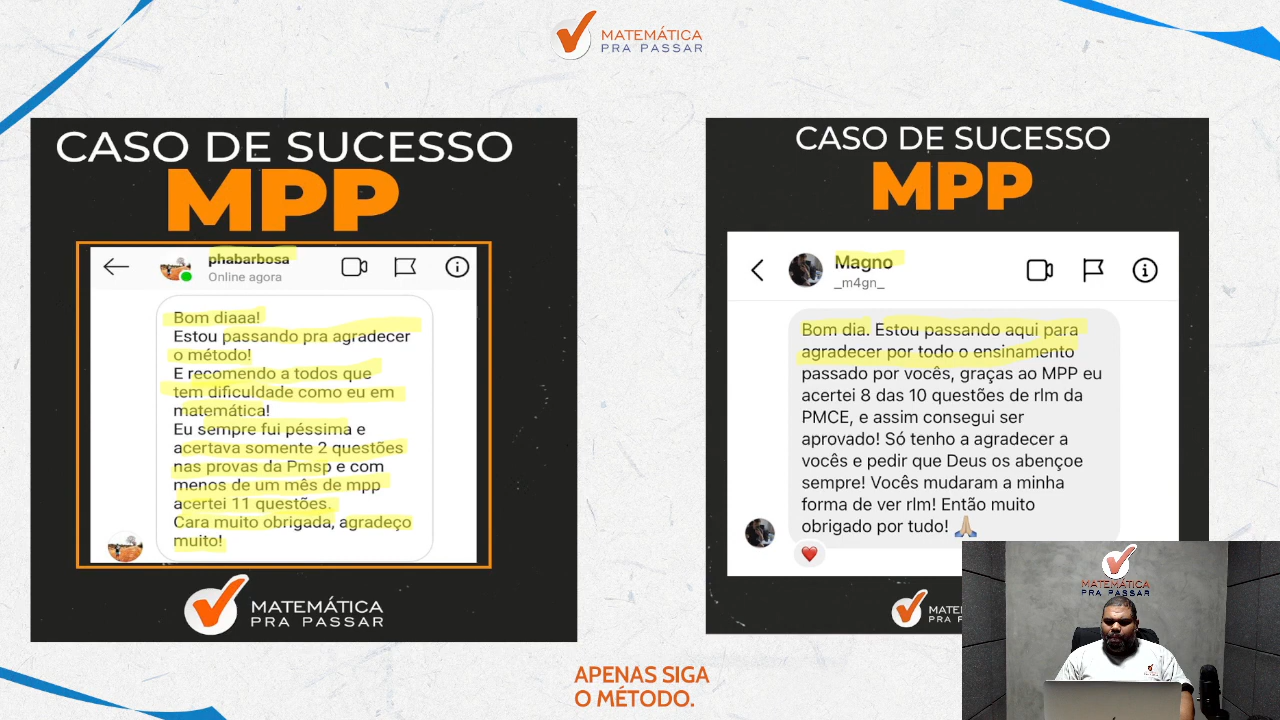 MATEMÁTICA
PRA PASSAR
CASO DE SUCESSO
MPP
phabarbosa
Online agora
Bom diaaa!
Estou passando pra agradecer
o método!
E recomendo a todos que
tem dificuldade como eu em
matemática!
Eu sempre fui péssima e
acertava somente 2 questões
nas provas da Pmsp e com
menos de um mês de mpp
acertei 11 questões.
Cara muito obrigada, agradeço
muito!
MATEMÁTICA
PRA PASSAR
CASO DE SUCESSO
MPP
Magno
_m4gn_
Bom dia. Estou passando aqui para
agradecer por todo o ensinamento
passado por vocês, graças ao MPP eu
acertei 8 das 10 questões de rlm da
PMCE, e assim consegui ser
aprovado! Só tenho a agradecer a
vocês e pedir que Deus os abençoe
sempre! Vocês mudaram a minha
forma de ver rlm! Então muito
obrigado por tudo! 🙏🏼
MATEMÁTICA
PRA PASSAR
APENAS SIGA
O MÉTODO.